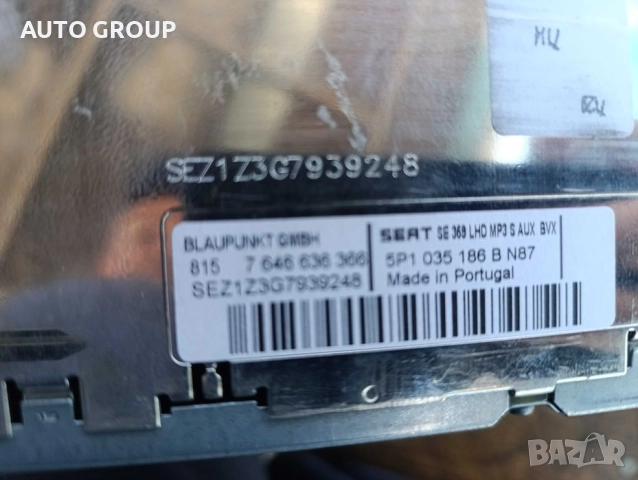 AUTO GROUP
SEZ1Z3G7939248
BLAUPUNKT GMBH
815 7 646 636 366
SEZ1Z3G7939248
SEAT SE 369 LHD MP3 S AUX BVX
5P1 035 186 B N87
Made in Portugal
BAZAR